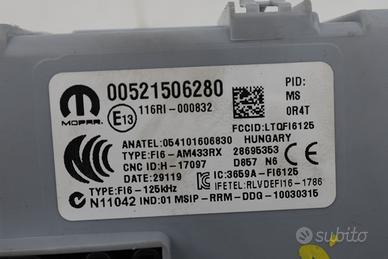 00521506280
PID:
MS
0R4T
MOPAR.
E13
116RI-000832
FCCID:LTQFI6125
ANATEL:054101606830
HUNGARY
TYPE:FI6-AM433RX
28695353
CNC ID:H-17097
D857 N6
DATE:29119
IC:3659A-FI6125
TYPE:FI6-125kHz
IFETEL:RLVDEFI16-1786
N11042 IND:01 MSIP-RRM-DDG-10030315
subito